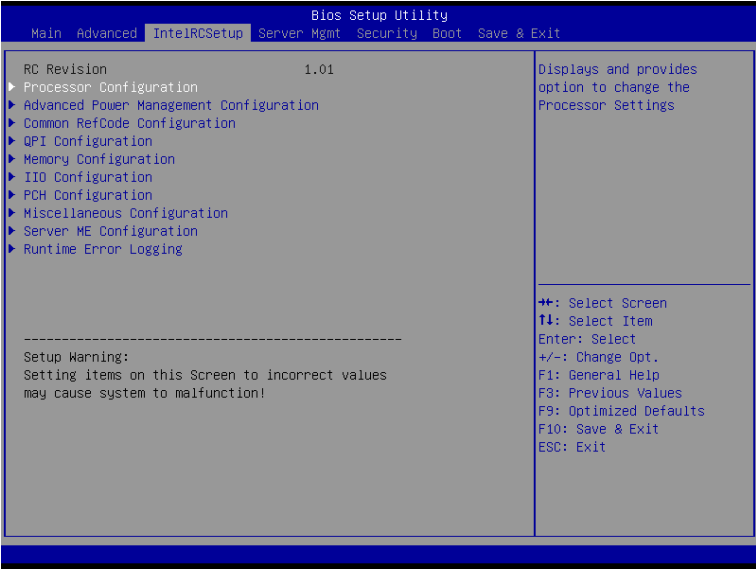 Bios Setup Utility
Main Advanced IntelRCSetup Server Mgmt Security Boot Save & Exit
RC Revision 1.01
Processor Configuration
Advanced Power Management Configuration
Common RefCode Configuration
QPI Configuration
Memory Configuration
IIO Configuration
PCH Configuration
Miscellaneous Configuration
Server ME Configuration
Runtime Error Logging
--------------------------------------------------
Setup Warning:
Setting items on this Screen to incorrect values
may cause system to malfunction!
Displays and provides
option to change the
Processor Settings
→←: Select Screen
↑↓: Select Item
Enter: Select
+/-: Change Opt.
F1: General Help
F3: Previous Values
F9: Optimized Defaults
F10: Save & Exit
ESC: Exit